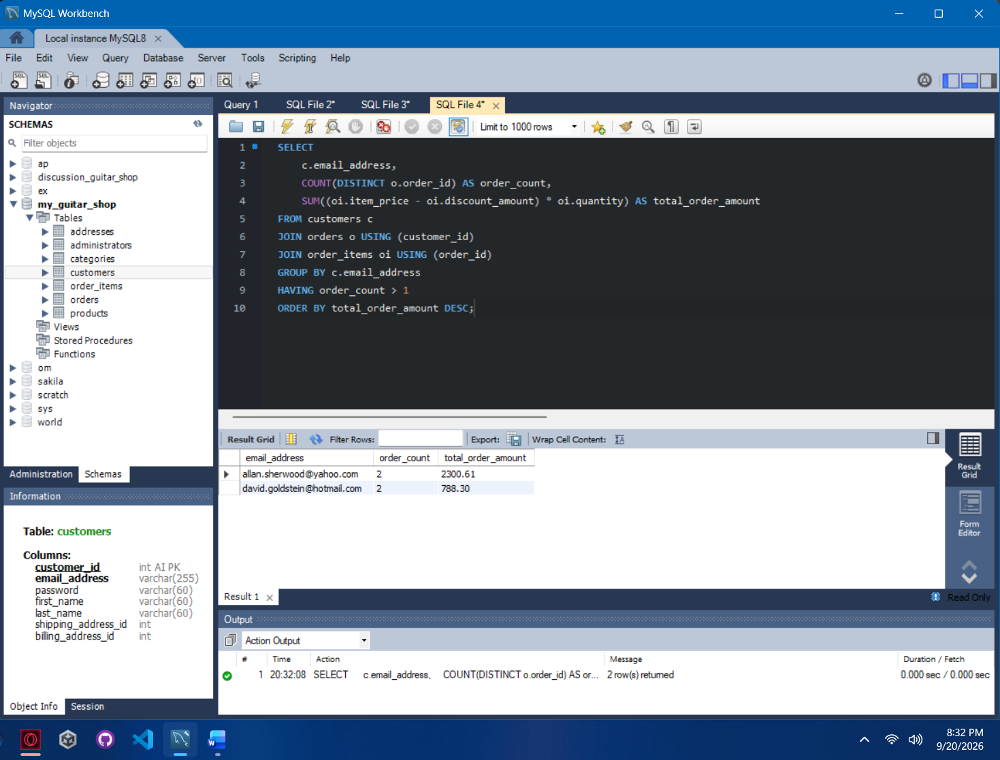 MySQL Workbench
Local instance MySQL8
File Edit View Query Database Server Tools Scripting Help
Navigator
SCHEMAS
Filter objects
ap
discussion_guitar_shop
ex
my_guitar_shop
Tables
addresses
administrators
categories
customers
order_items
orders
products
Views
Stored Procedures
Functions
om
sakila
scratch
sys
world
Administration Schemas
Information
Table: customers
Columns:
customer_id int AI PK
email_address varchar(255)
password varchar(60)
first_name varchar(60)
last_name varchar(60)
shipping_address_id int
billing_address_id int
Object Info Session
Query 1 SQL File 2* SQL File 3* SQL File 4*
Limit to 1000 rows
1 SELECT
2 c.email_address,
3 COUNT(DISTINCT o.order_id) AS order_count,
4 SUM((oi.item_price - oi.discount_amount) * oi.quantity) AS total_order_amount
5 FROM customers c
6 JOIN orders o USING (customer_id)
7 JOIN order_items oi USING (order_id)
8 GROUP BY c.email_address
9 HAVING order_count > 1
10 ORDER BY total_order_amount DESC;
Result Grid Filter Rows: Export: Wrap Cell Content:
email_address order_count total_order_amount
allan.sherwood@yahoo.com 2 2300.61
david.goldstein@hotmail.com 2 788.30
Result
Grid
Form
Editor
Result 1
Read Only
Output
Action Output
# Time Action Message Duration / Fetch
1 20:32:08 SELECT c.email_address, COUNT(DISTINCT o.order_id) AS or... 2 row(s) returned 0.000 sec / 0.000 sec
8:32 PM
9/20/2026